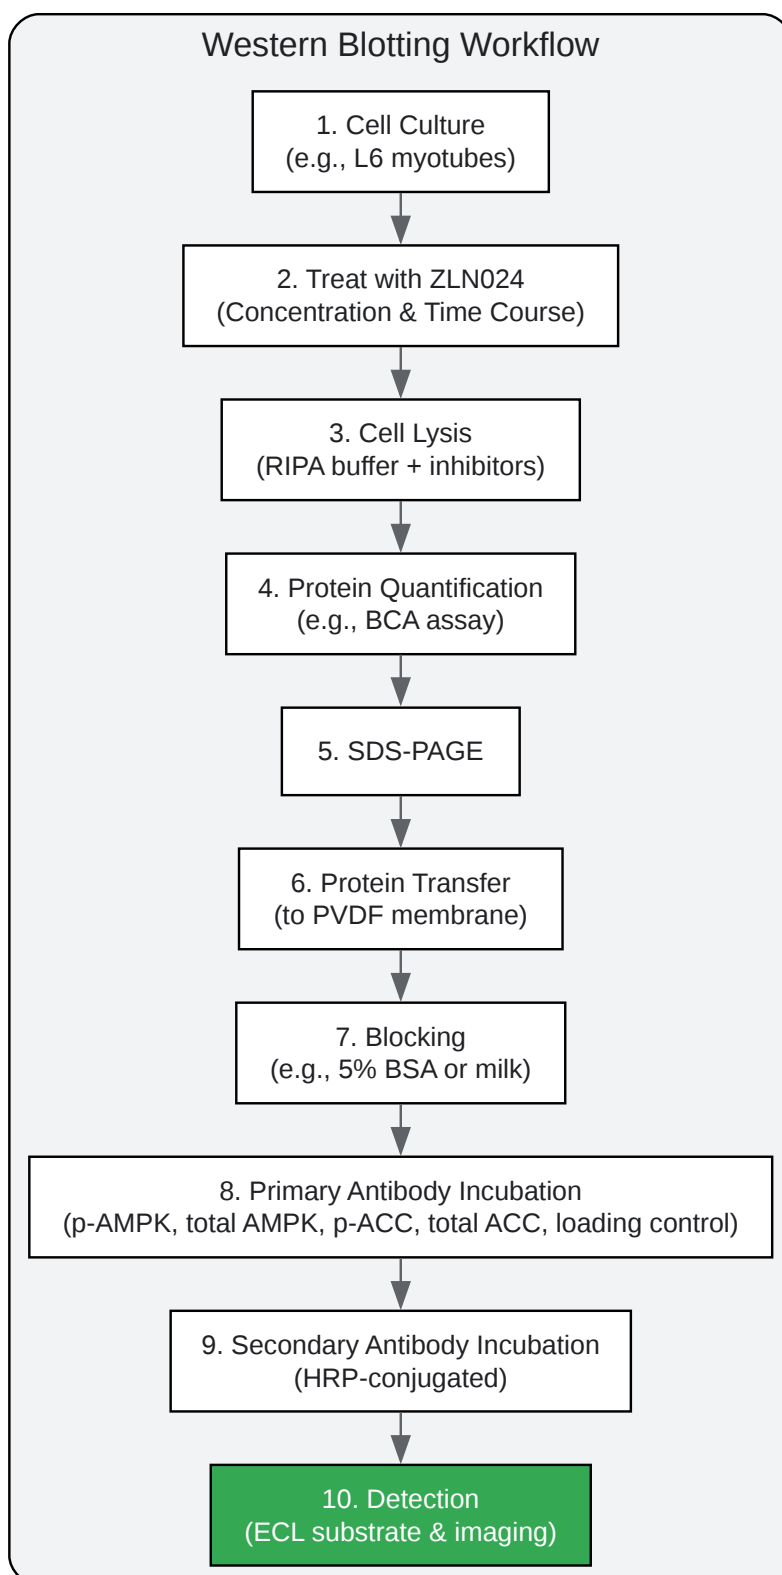 Western Blotting Workflow
1. Cell Culture
(e.g., L6 myotubes)
2. Treat with ZLN024
(Concentration & Time Course)
3. Cell Lysis
(RIPA buffer + inhibitors)
4. Protein Quantification
(e.g., BCA assay)
5. SDS-PAGE
6. Protein Transfer
(to PVDF membrane)
7. Blocking
(e.g., 5% BSA or milk)
8. Primary Antibody Incubation
(p-AMPK, total AMPK, p-ACC, total ACC, loading control)
9. Secondary Antibody Incubation
(HRP-conjugated)
10. Detection
(ECL substrate & imaging)